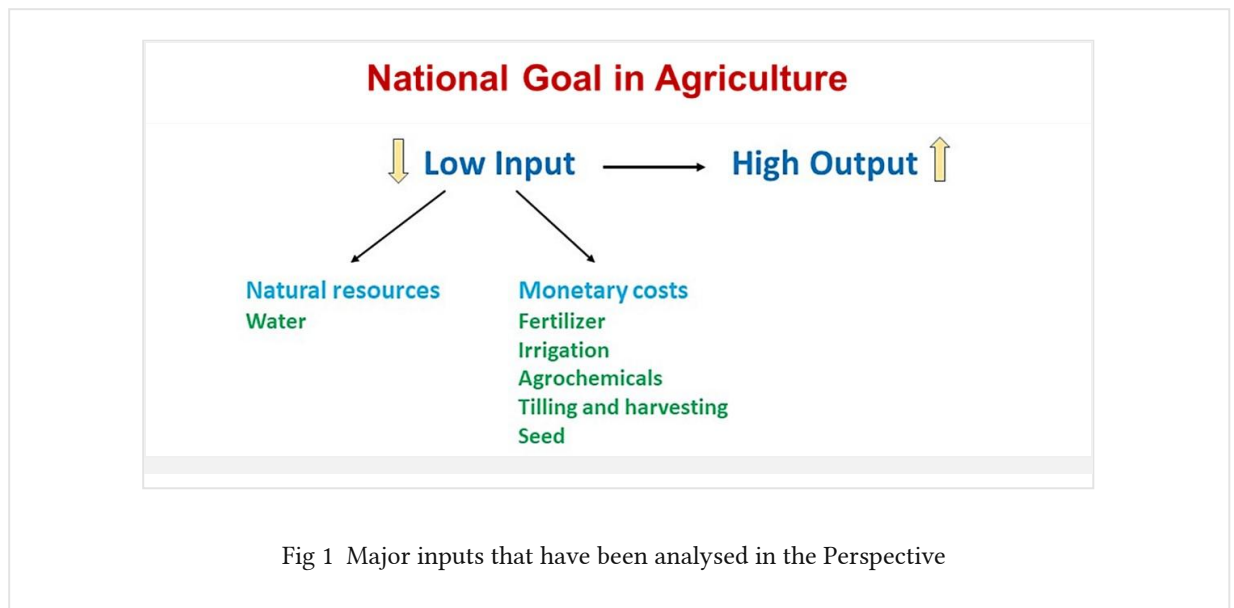 National Goal in Agriculture
Low Input High Output
Natural resources
Water
Monetary costs
Fertilizer
Irrigation
Agrochemicals
Tilling and harvesting
Seed
Fig 1 Major inputs that have been analysed in the Perspective